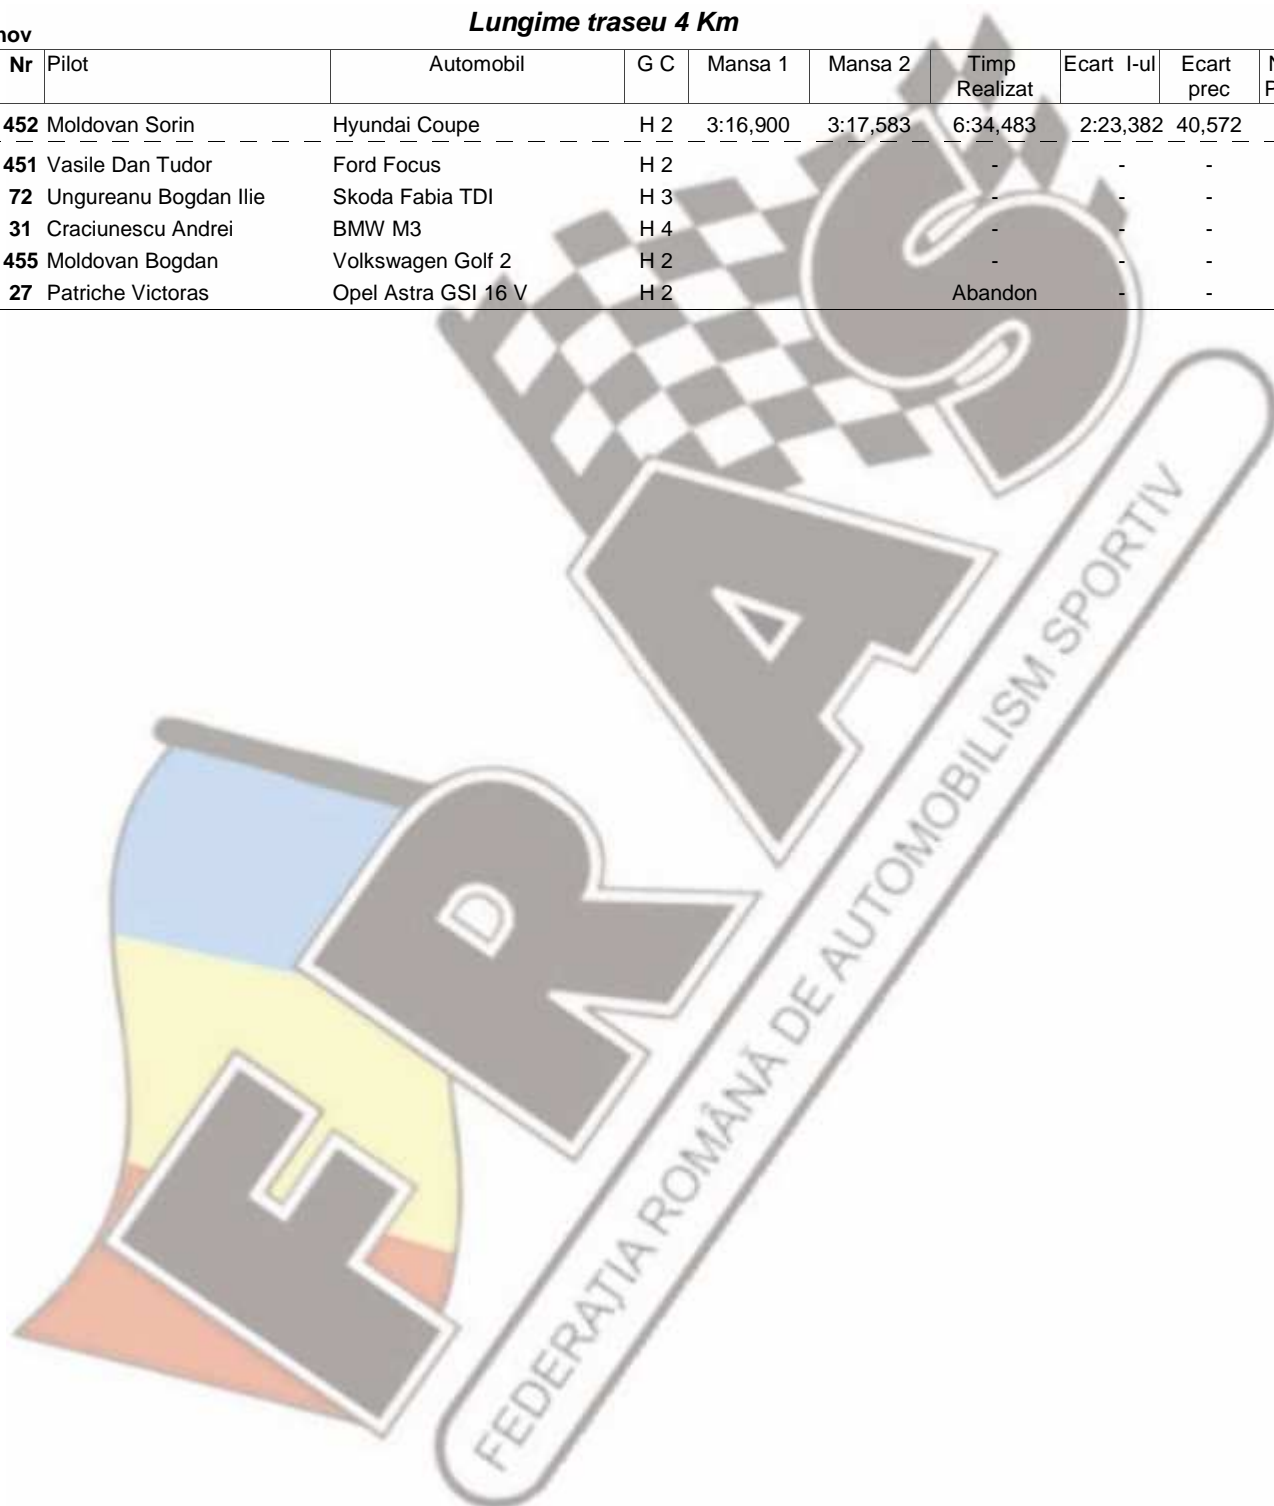 Lungime traseu 4 Km
nov
Nr Pilot Automobil G C Mansa 1 Mansa 2 Timp Realizat Ecart I-ul Ecart prec
452 Moldovan Sorin Hyundai Coupe H 2 3:16,900 3:17,583 6:34,483 2:23,382 40,572
451 Vasile Dan Tudor Ford Focus H 2 - - -
72 Ungureanu Bogdan Ilie Skoda Fabia TDI H 3 - - -
31 Craciunescu Andrei BMW M3 H 4 - - -
455 Moldovan Bogdan Volkswagen Golf 2 H 2 - - -
27 Patriche Victoras Opel Astra GSI 16 V H 2 Abandon - -
FRAS
FEDERAȚIA ROMÂNĂ DE AUTOMOBILISM SPORTIV